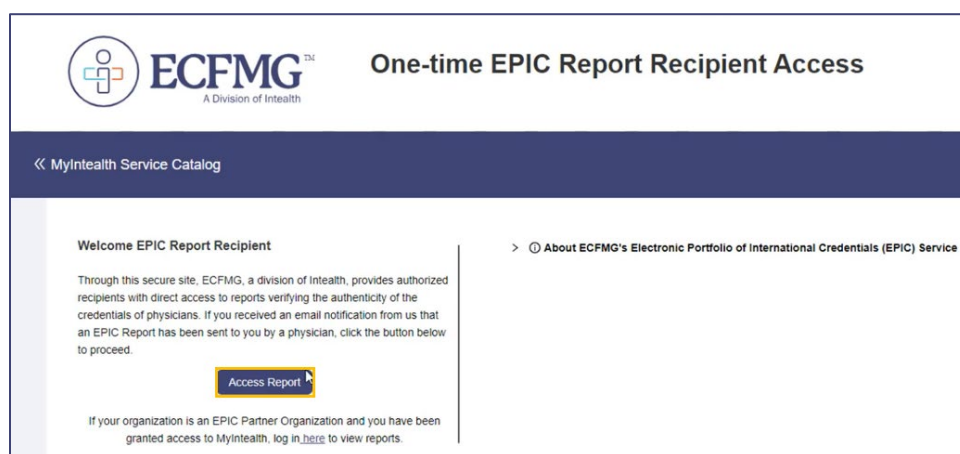 ECFMG™
A Division of Intealth
One-time EPIC Report Recipient Access
« MyIntealth Service Catalog
Welcome EPIC Report Recipient
Through this secure site, ECFMG, a division of Intealth, provides authorized
recipients with direct access to reports verifying the authenticity of the
credentials of physicians. If you received an email notification from us that
an EPIC Report has been sent to you by a physician, click the button below
to proceed.
Access Report
If your organization is an EPIC Partner Organization and you have been
granted access to MyIntealth, log in here to view reports.
> ⓘ About ECFMG's Electronic Portfolio of International Credentials (EPIC) Service